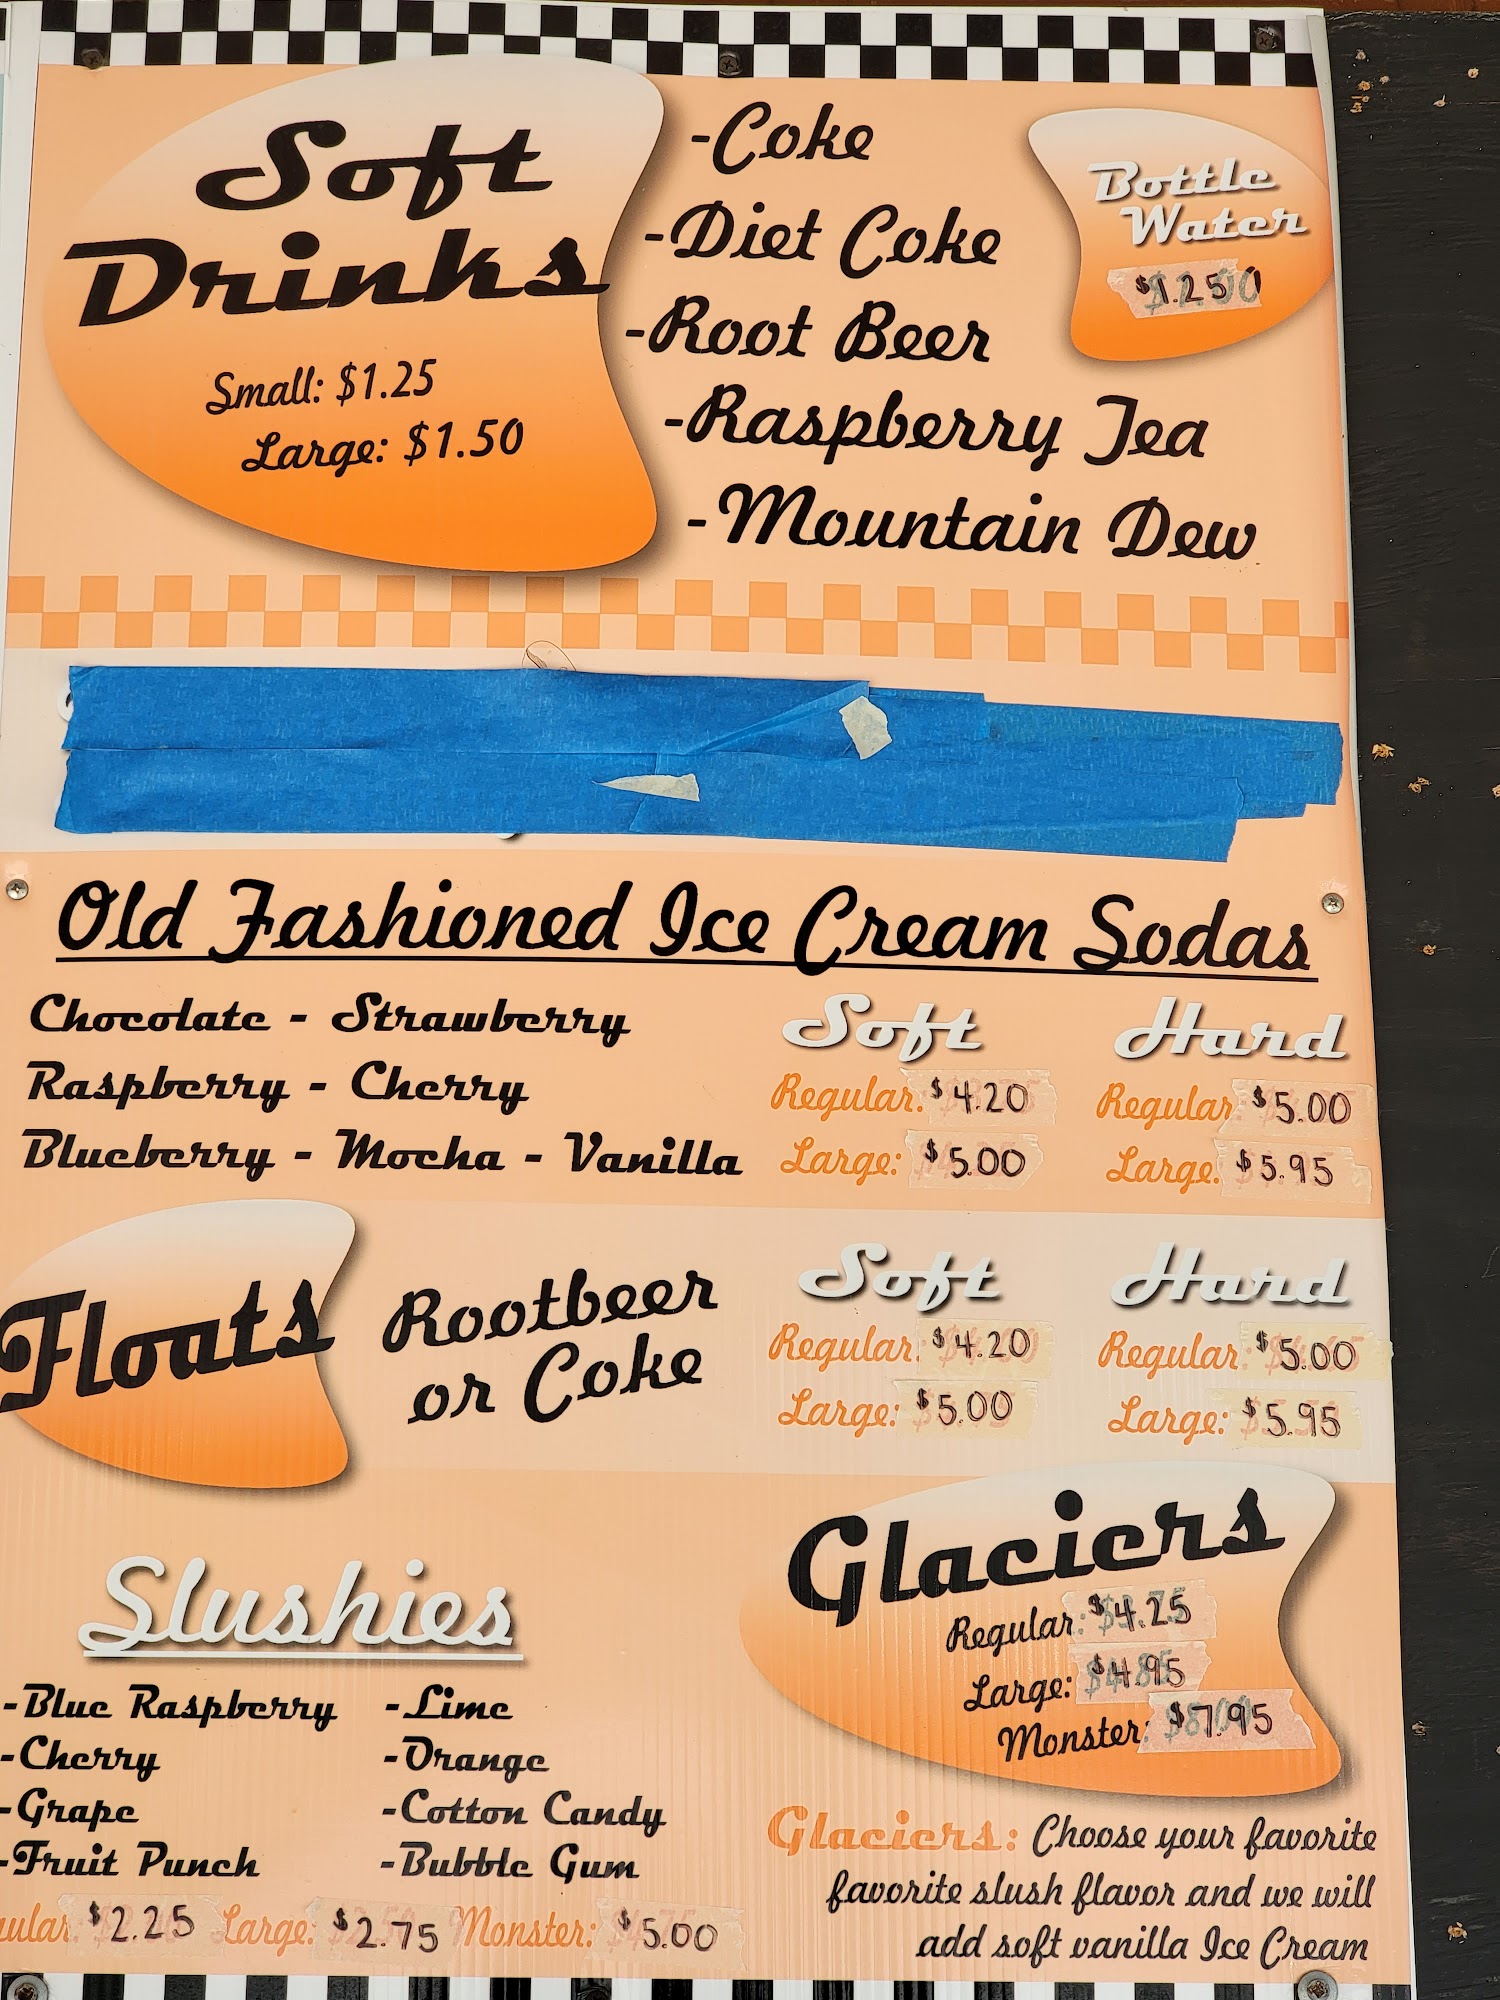 Soft
Drinks
Small: $1.25
Large: $1.50
-Coke
-Diet Coke
-Root Beer
-Raspberry Tea
-Mountain Dew
Bottle
Water
$1.25
Old Fashioned Ice Cream Sodas
Chocolate - Strawberry
Raspberry - Cherry
Blueberry - Mocha - Vanilla
Soft
Regular: $4.20
Large: $5.00
Hard
Regular $5.00
Large: $5.95
Floats
Rootbeer
or Coke
Soft
Regular: $4.20
Large: $5.00
Hard
Regular: $5.00
Large: $5.95
Slushies
-Blue Raspberry
-Cherry
-Grape
-Fruit Punch
-Lime
-Orange
-Cotton Candy
-Bubble Gum
gular $2.25 Large: $2.75 Monster: $5.00
Glaciers
Regular: $4.25
Large: $4.95
Monster: $7.95
Glaciers: Choose your favorite
favorite slush flavor and we will
add soft vanilla Ice Cream